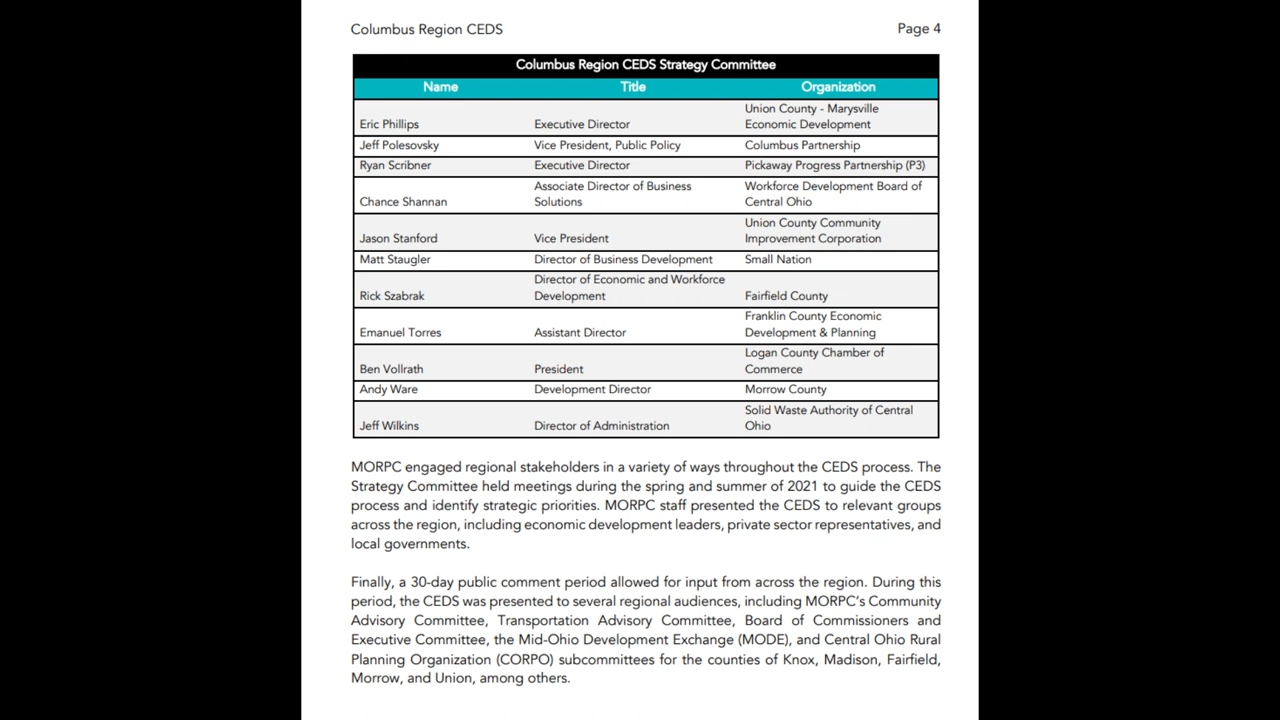 Columbus Region CEDS Page 4
Columbus Region CEDS Strategy Committee
Name Title Organization
Union County - Marysville
Eric Phillips Executive Director Economic Development
Jeff Polesovsky Vice President, Public Policy Columbus Partnership
Ryan Scribner Executive Director Pickaway Progress Partnership (P3)
Associate Director of Business Workforce Development Board of
Chance Shannan Solutions Central Ohio
Union County Community
Jason Stanford Vice President Improvement Corporation
Matt Staugler Director of Business Development Small Nation
Director of Economic and Workforce
Rick Szabrak Development Fairfield County
Franklin County Economic
Emanuel Torres Assistant Director Development & Planning
Logan County Chamber of
Ben Vollrath President Commerce
Andy Ware Development Director Morrow County
Solid Waste Authority of Central
Jeff Wilkins Director of Administration Ohio
MORPC engaged regional stakeholders in a variety of ways throughout the CEDS process. The
Strategy Committee held meetings during the spring and summer of 2021 to guide the CEDS
process and identify strategic priorities. MORPC staff presented the CEDS to relevant groups
across the region, including economic development leaders, private sector representatives, and
local governments.
Finally, a 30-day public comment period allowed for input from across the region. During this
period, the CEDS was presented to several regional audiences, including MORPC's Community
Advisory Committee, Transportation Advisory Committee, Board of Commissioners and
Executive Committee, the Mid-Ohio Development Exchange (MODE), and Central Ohio Rural
Planning Organization (CORPO) subcommittees for the counties of Knox, Madison, Fairfield,
Morrow, and Union, among others.